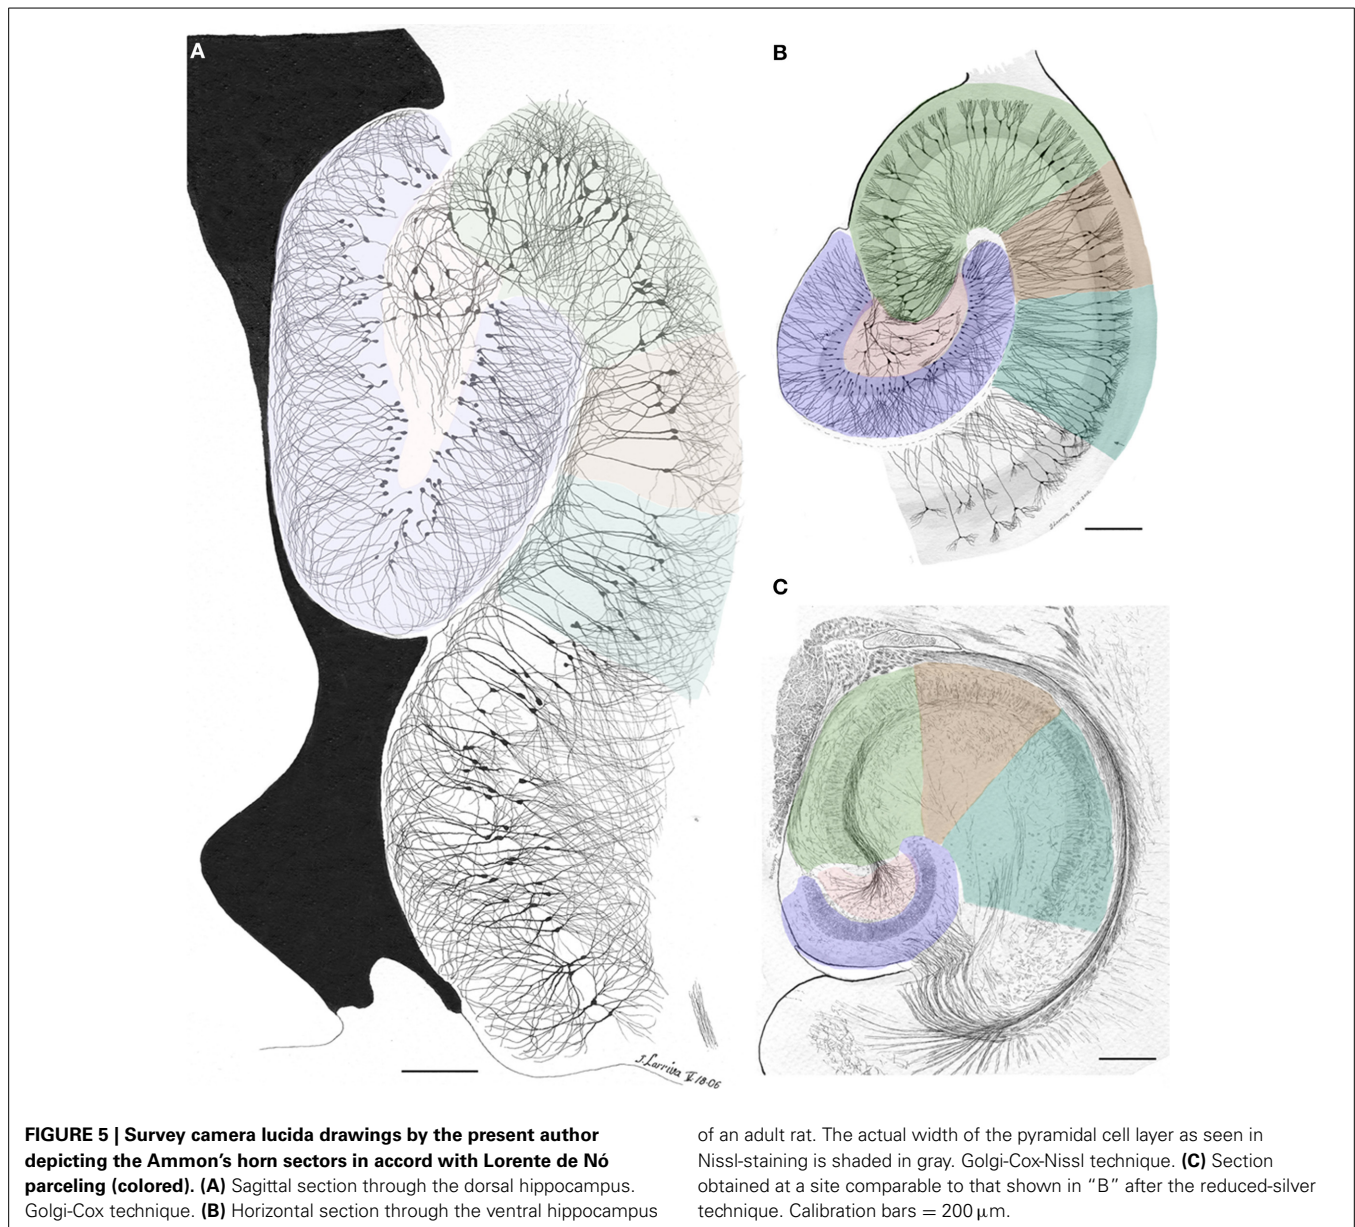 A
B
C
J. Larriva V 18-06
FIGURE 5 | Survey camera lucida drawings by the present author
depicting the Ammon's horn sectors in accord with Lorente de Nó
parceling (colored). (A) Sagittal section through the dorsal hippocampus.
Golgi-Cox technique. (B) Horizontal section through the ventral hippocampus
of an adult rat. The actual width of the pyramidal cell layer as seen in
Nissl-staining is shaded in gray. Golgi-Cox-Nissl technique. (C) Section
obtained at a site comparable to that shown in “B” after the reduced-silver
technique. Calibration bars = 200 μm.